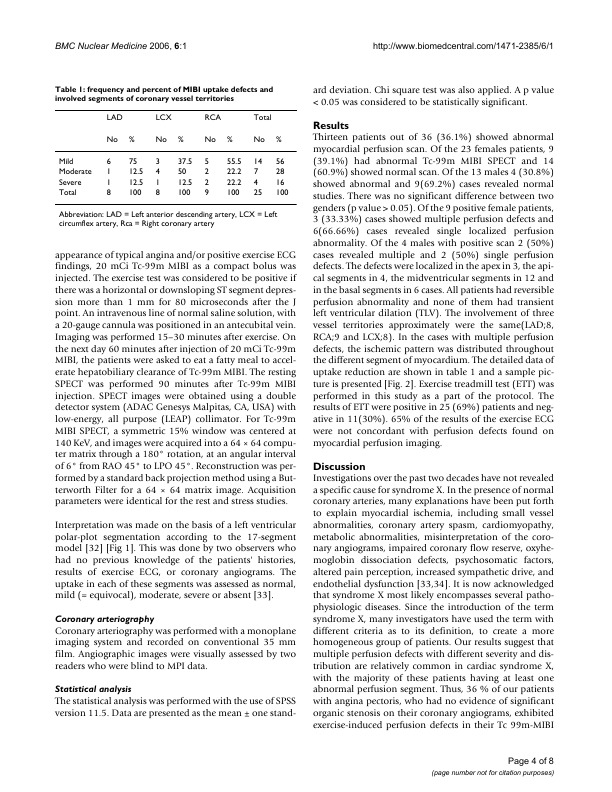 BMC Nuclear Medicine 2006, 6:1
http://www.biomedcentral.com/1471-2385/6/1
Table 1: frequency and percent of MIBI uptake defects and
involved segments of coronary vessel territories
LAD LCX RCA Total
No % No % No % No %
Mild 6 75 3 37.5 5 55.5 14 56
Moderate 1 12.5 4 50 2 22.2 7 28
Severe 1 12.5 1 12.5 2 22.2 4 16
Total 8 100 8 100 9 100 25 100
Abbreviation: LAD = Left anterior descending artery, LCX = Left
circumflex artery, Rca = Right coronary artery
appearance of typical angina and/or positive exercise ECG
findings, 20 mCi Tc-99m MIBI as a compact bolus was
injected. The exercise test was considered to be positive if
there was a horizontal or downsloping ST segment depres-
sion more than 1 mm for 80 microseconds after the J
point. An intravenous line of normal saline solution, with
a 20-gauge cannula was positioned in an antecubital vein.
Imaging was performed 15–30 minutes after exercise. On
the next day 60 minutes after injection of 20 mCi Tc-99m
MIBI, the patients were asked to eat a fatty meal to accel-
erate hepatobiliary clearance of Tc-99m MIBI. The resting
SPECT was performed 90 minutes after Tc-99m MIBI
injection. SPECT images were obtained using a double
detector system (ADAC Genesys Malpitas, CA, USA) with
low-energy, all purpose (LEAP) collimator. For Tc-99m
MIBI SPECT, a symmetric 15% window was centered at
140 KeV, and images were acquired into a 64 × 64 compu-
ter matrix through a 180° rotation, at an angular interval
of 6° from RAO 45° to LPO 45°. Reconstruction was per-
formed by a standard back projection method using a But-
terworth Filter for a 64 × 64 matrix image. Acquisition
parameters were identical for the rest and stress studies.
Interpretation was made on the basis of a left ventricular
polar-plot segmentation according to the 17-segment
model [32] [Fig 1]. This was done by two observers who
had no previous knowledge of the patients' histories,
results of exercise ECG, or coronary angiograms. The
uptake in each of these segments was assessed as normal,
mild (= equivocal), moderate, severe or absent [33].
Coronary arteriography
Coronary arteriography was performed with a monoplane
imaging system and recorded on conventional 35 mm
film. Angiographic images were visually assessed by two
readers who were blind to MPI data.
Statistical analysis
The statistical analysis was performed with the use of SPSS
version 11.5. Data are presented as the mean ± one stand-
ard deviation. Chi square test was also applied. A p value
< 0.05 was considered to be statistically significant.
Results
Thirteen patients out of 36 (36.1%) showed abnormal
myocardial perfusion scan. Of the 23 females patients, 9
(39.1%) had abnormal Tc-99m MIBI SPECT and 14
(60.9%) showed normal scan. Of the 13 males 4 (30.8%)
showed abnormal and 9(69.2%) cases revealed normal
studies. There was no significant difference between two
genders (p value > 0.05). Of the 9 positive female patients,
3 (33.33%) cases showed multiple perfusion defects and
6(66.66%) cases revealed single localized perfusion
abnormality. Of the 4 males with positive scan 2 (50%)
cases revealed multiple and 2 (50%) single perfusion
defects. The defects were localized in the apex in 3, the api-
cal segments in 4, the midventricular segments in 12 and
in the basal segments in 6 cases. All patients had reversible
perfusion abnormality and none of them had transient
left ventricular dilation (TLV). The involvement of three
vessel territories approximately were the same(LAD;8,
RCA;9 and LCX;8). In the cases with multiple perfusion
defects, the ischemic pattern was distributed throughout
the different segment of myocardium. The detailed data of
uptake reduction are shown in table 1 and a sample pic-
ture is presented [Fig. 2]. Exercise treadmill test (ETT) was
performed in this study as a part of the protocol. The
results of ETT were positive in 25 (69%) patients and neg-
ative in 11(30%). 65% of the results of the exercise ECG
were not concordant with perfusion defects found on
myocardial perfusion imaging.
Discussion
Investigations over the past two decades have not revealed
a specific cause for syndrome X. In the presence of normal
coronary arteries, many explanations have been put forth
to explain myocardial ischemia, including small vessel
abnormalities, coronary artery spasm, cardiomyopathy,
metabolic abnormalities, misinterpretation of the coro-
nary angiograms, impaired coronary flow reserve, oxyhe-
moglobin dissociation defects, psychosomatic factors,
altered pain perception, increased sympathetic drive, and
endothelial dysfunction [33,34]. It is now acknowledged
that syndrome X most likely encompasses several patho-
physiologic diseases. Since the introduction of the term
syndrome X, many investigators have used the term with
different criteria as to its definition, to create a more
homogeneous group of patients. Our results suggest that
multiple perfusion defects with different severity and dis-
tribution are relatively common in cardiac syndrome X,
with the majority of these patients having at least one
abnormal perfusion segment. Thus, 36 % of our patients
with angina pectoris, who had no evidence of significant
organic stenosis on their coronary angiograms, exhibited
exercise-induced perfusion defects in their Tc 99m-MIBI
Page 4 of 8
(page number not for citation purposes)